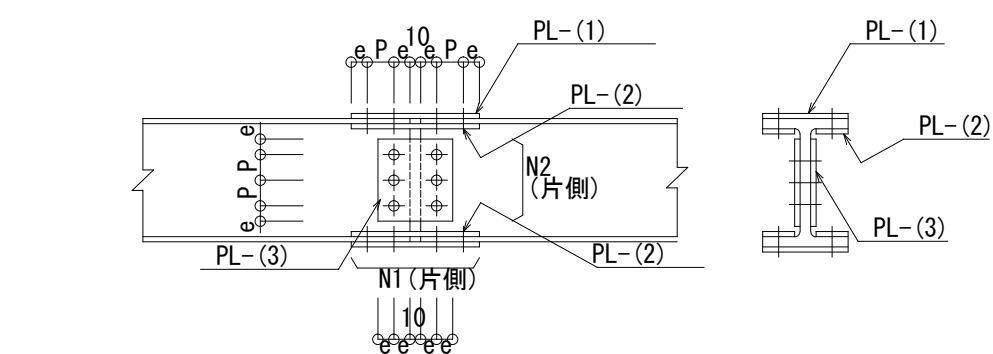 10
e P e e P e
PL-(1)
PL-(2)
e
P
P
e
N2
(片側)
PL-(3)
PL-(2)
N1(片側)
10
e e e e
PL-(1)
PL-(2)
PL-(3)